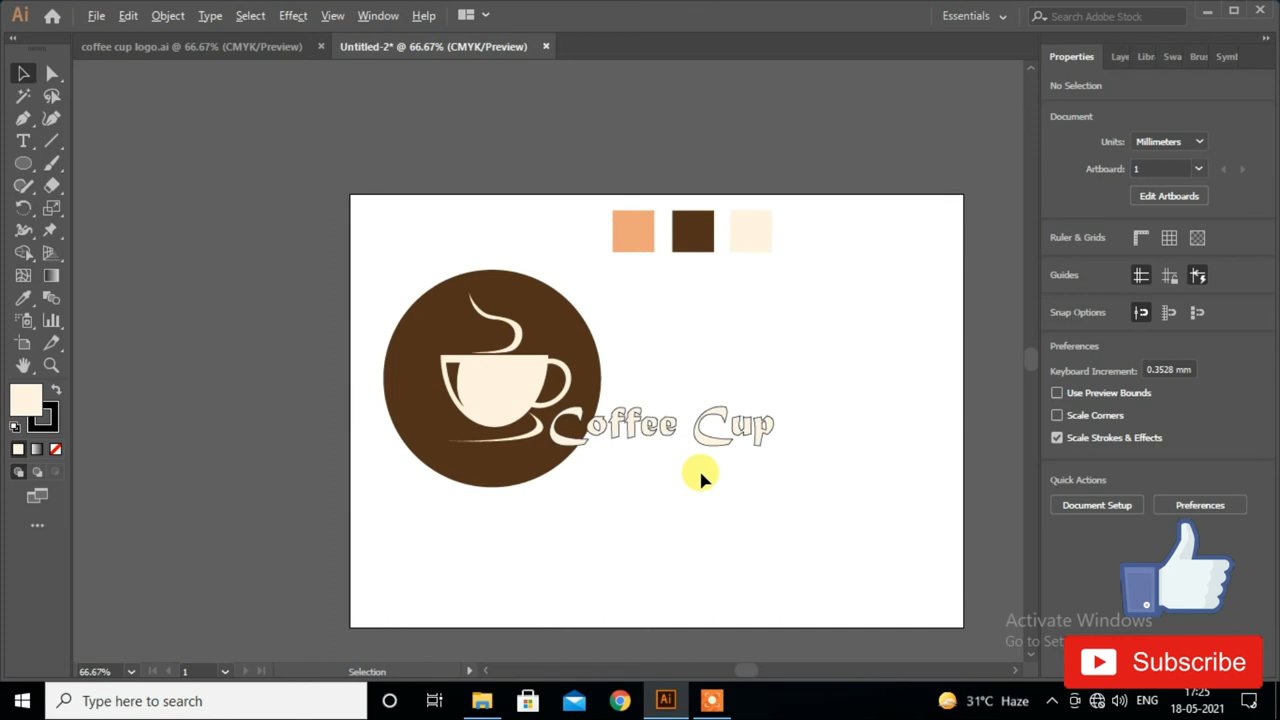 Ai File Edit Object Type Select Effect View Window Help Essentials Search Adobe Stock
coffee cup logo.ai @ 66.67% (CMYK/Preview) × Untitled-2* @ 66.67% (CMYK/Preview) ×
Properties Laye Libr Swa Brus Symb
No Selection
Document
Units: Millimeters
Artboard: 1
Edit Artboards
Ruler & Grids
Guides
Snap Options
Preferences
Keyboard Increment: 0.3528 mm
Use Preview Bounds
Scale Corners
Scale Strokes & Effects
Coffee Cup
Quick Actions
Document Setup Preferences
Activate Windows
Go to Set
Subscribe
66.67% 1 Selection
Type here to search
Ai
31°C Haze
ENG
17:25
18-05-2021